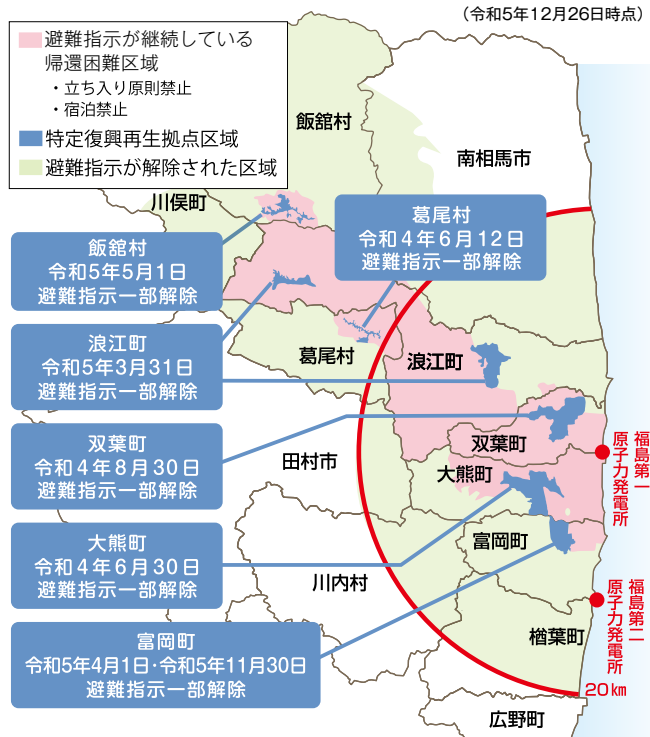 （令和5年12月26日時点）
避難指示が継続している
帰還困難区域
・立ち入り原則禁止
・宿泊禁止
特定復興再生拠点区域
避難指示が解除された区域
飯舘村
南相馬市
川俣町
葛尾村
令和４年６月１２日
避難指示一部解除
飯舘村
令和5年5月1日
避難指示一部解除
浪江町
令和5年3月31日
避難指示一部解除
葛尾村
浪江町
双葉町
令和４年８月３０日
避難指示一部解除
双葉町
田村市
大熊町
福島第一
原子力発電所
大熊町
令和４年６月３０日
避難指示一部解除
富岡町
川内村
福島第二
原子力発電所
富岡町
令和5年4月1日・令和5年11月30日
避難指示一部解除
楢葉町
20㎞
広野町